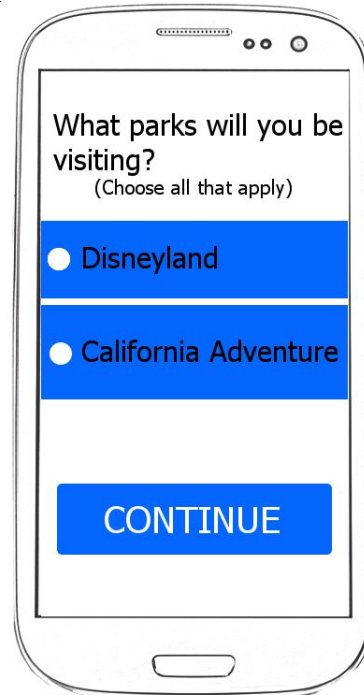 What parks will you be
visiting?
(Choose all that apply)
Disneyland
California Adventure
CONTINUE